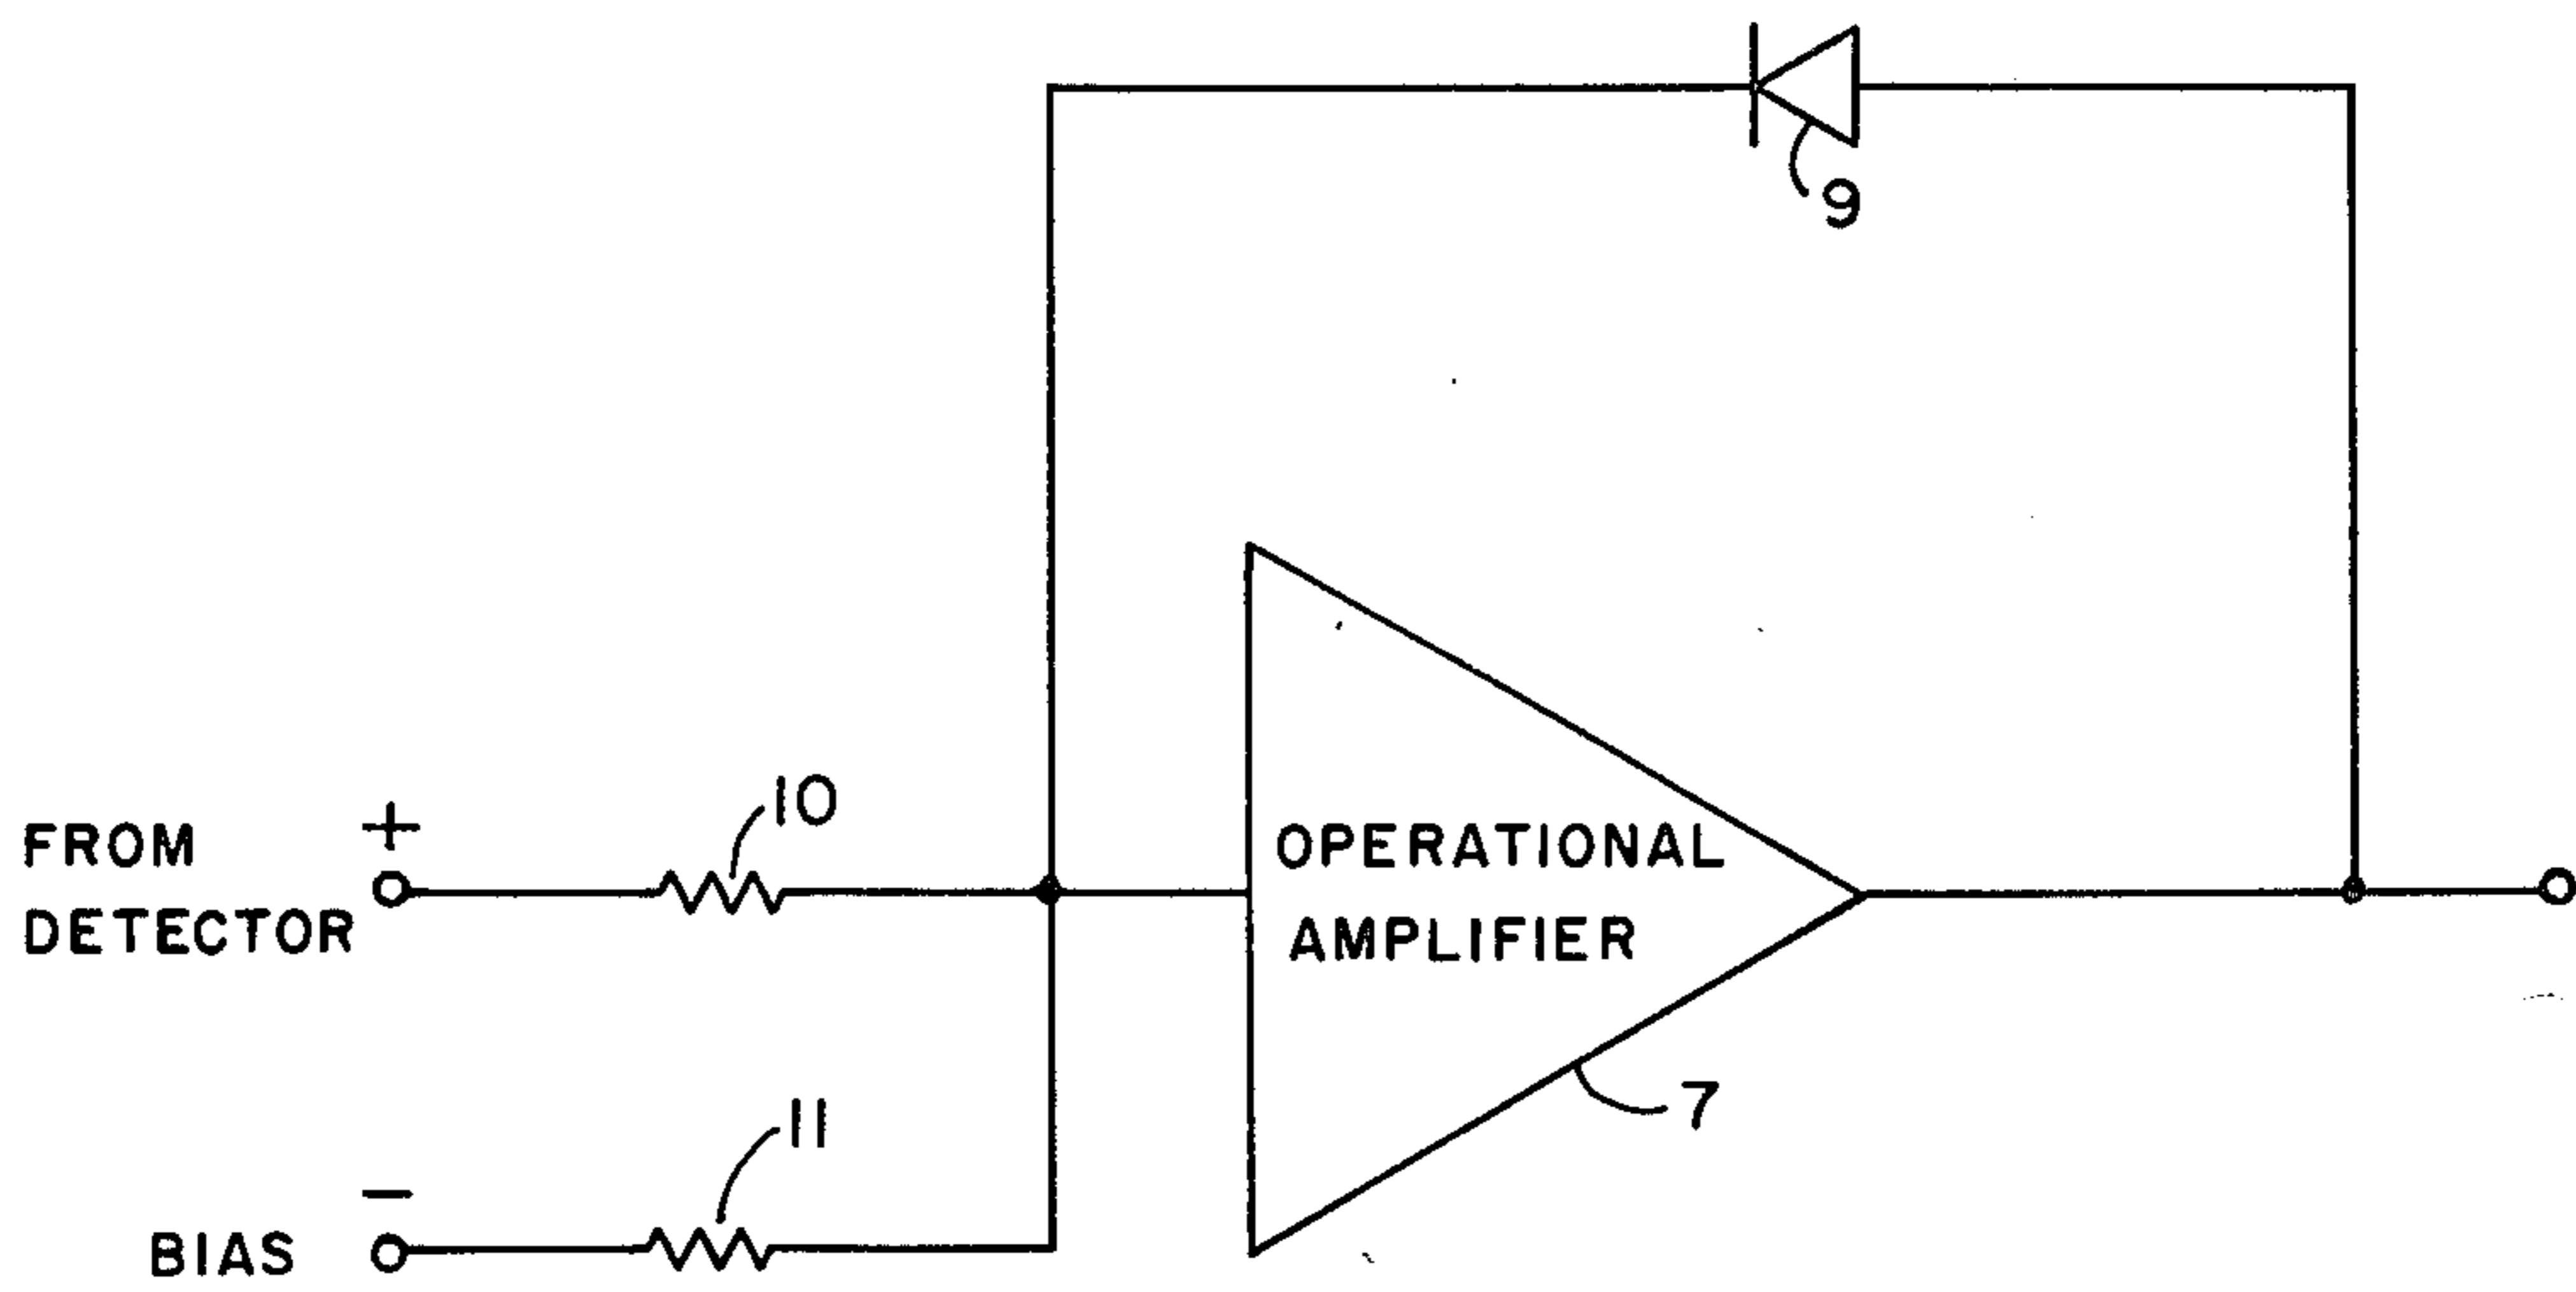 9
10
+
FROM
DETECTOR
OPERATIONAL
AMPLIFIER
7
11
−
BIAS